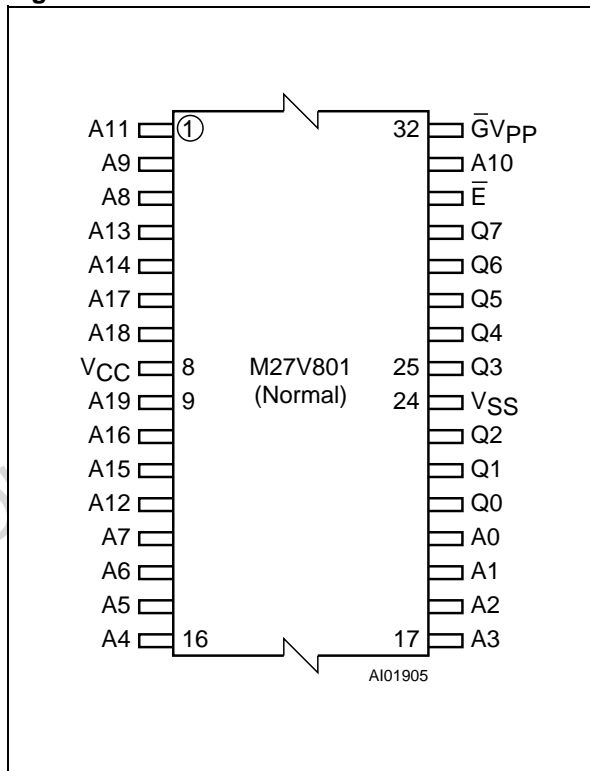 A11 1 32 G̅VPP
A9 A10
A8 E̅
A13 Q7
A14 Q6
A17 Q5
A18 Q4
VCC 8 M27V801 25 Q3
A19 9 (Normal) 24 VSS
A16 Q2
A15 Q1
A12 Q0
A7 A0
A6 A1
A5 A2
A4 16 17 A3
AI01905